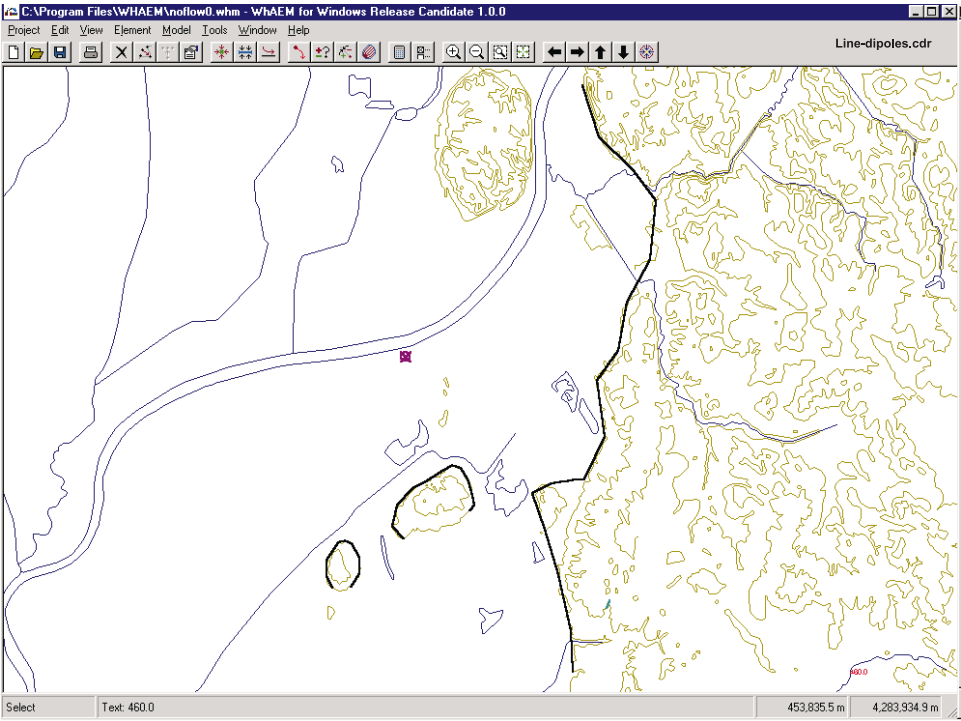 C:\Program Files\WHAEM\noflow0.whm - WhAEM for Windows Release Candidate 1.0.0
Project Edit View Element Model Tools Window Help
Line-dipoles.cdr
460.0
Select Text: 460.0 453,835.5 m 4,283,934.9 m